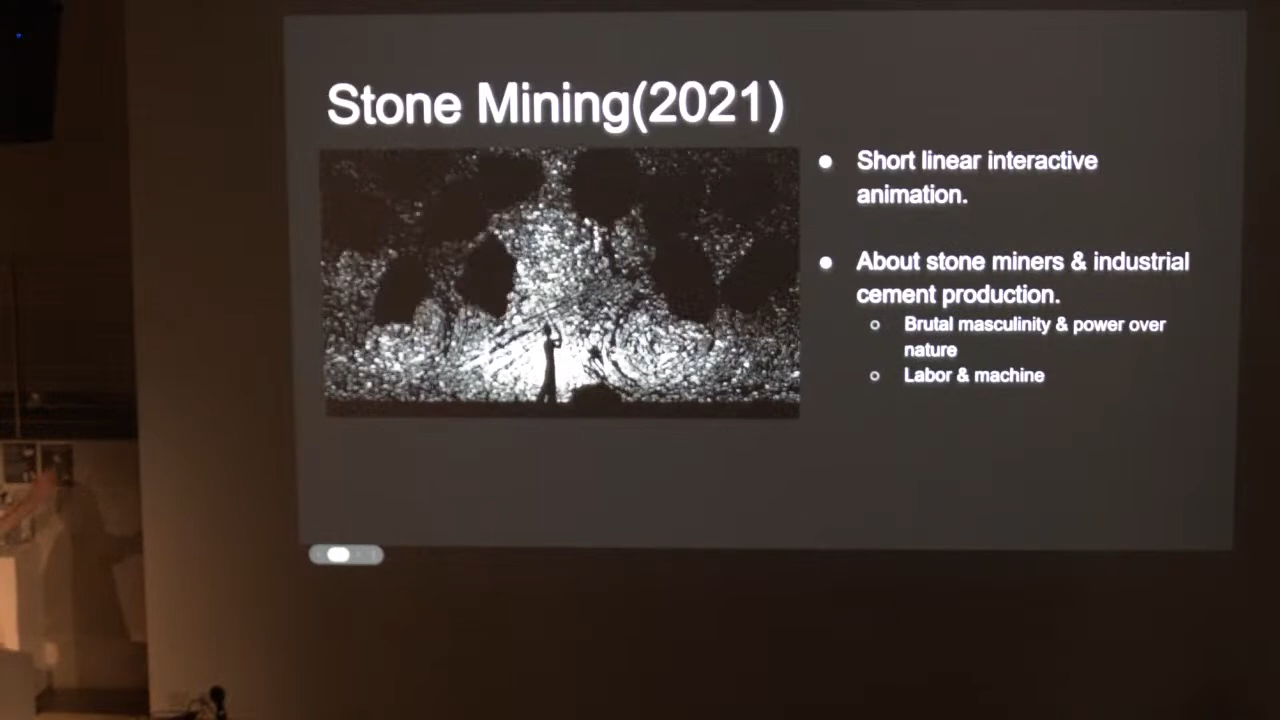 Stone Mining(2021)
● Short linear interactive
animation.
● About stone miners & industrial
cement production.
○ Brutal masculinity & power over
nature
○ Labor & machine